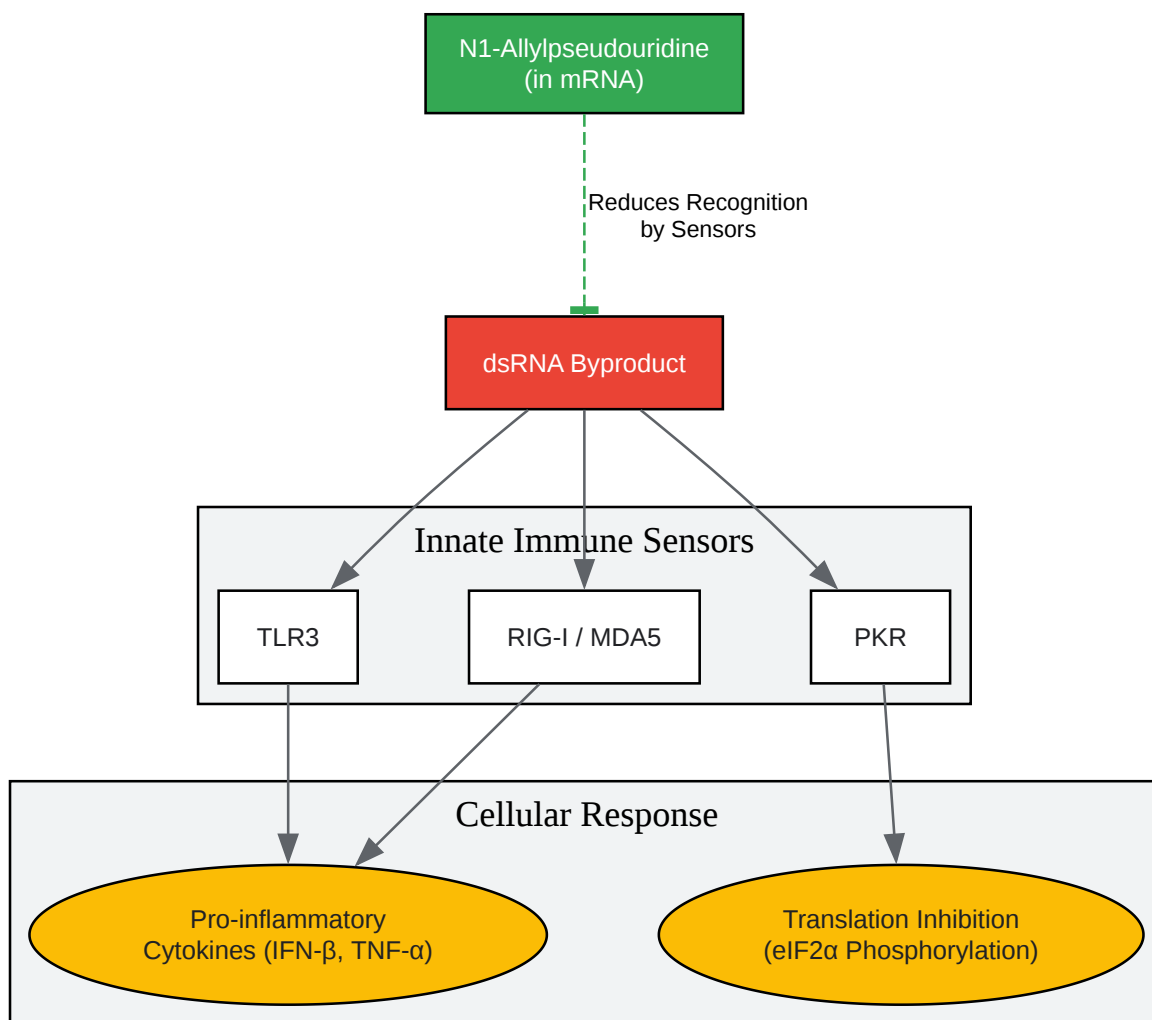 N1-Allylpseudouridine
(in mRNA)
Reduces Recognition
by Sensors
dsRNA Byproduct
Innate Immune Sensors
TLR3
RIG-I / MDA5
PKR
Cellular Response
Pro-inflammatory
Cytokines (IFN-β, TNF-α)
Translation Inhibition
(eIF2α Phosphorylation)